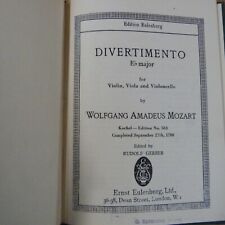 Edition Eulenburg
DIVERTIMENTO
E♭ major
for
Violin, Viola and Violoncello
by
WOLFGANG AMADEUS MOZART
Koechel — Edition No. 563
Completed September 27th, 1788
Edited by
RUDOLF GERBER
Ernst Eulenburg, Ltd.,
36-38, Dean Street, London, W.1